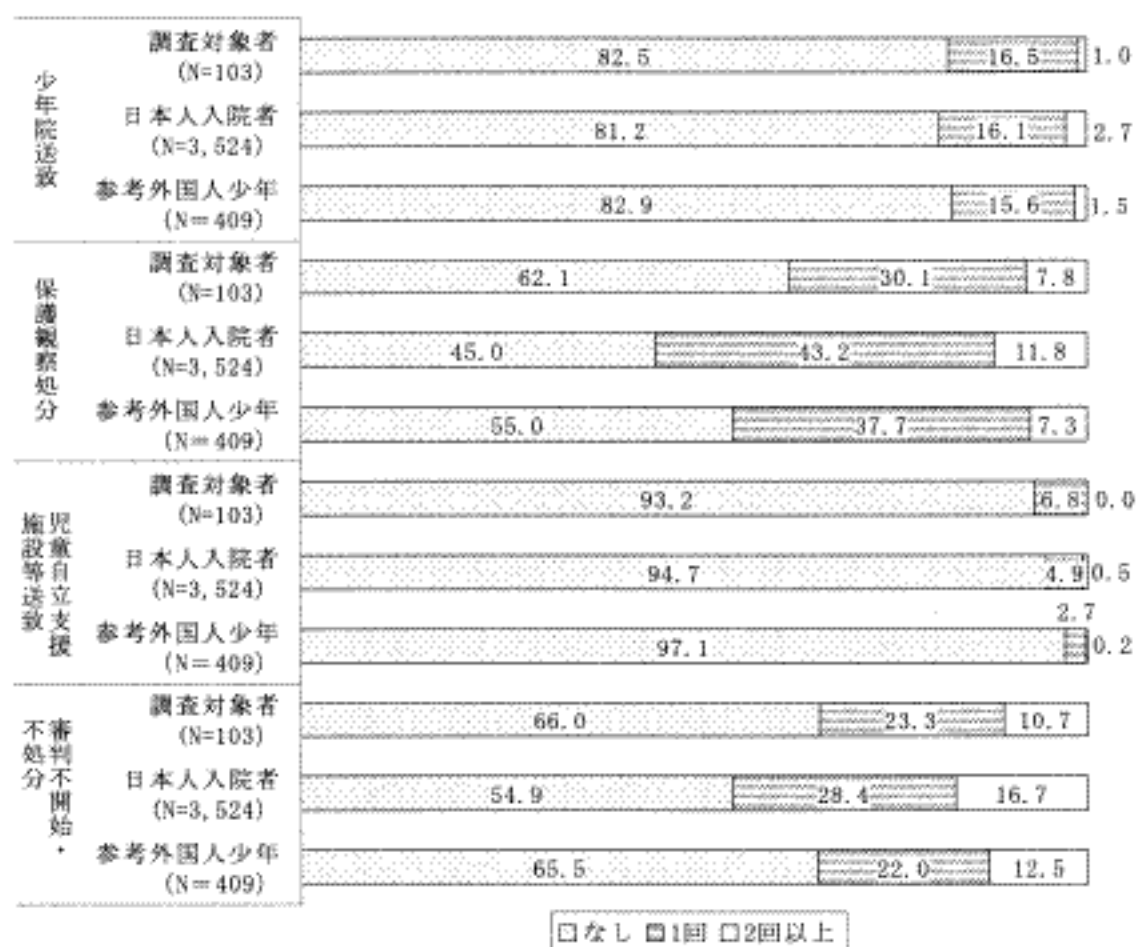 少年院送致
調査対象者
(N=103)
82.5 16.5 1.0
日本人入院者
(N=3,524)
81.2 16.1 2.7
参考外国人少年
(N=409)
82.9 15.6 1.5
保護観察処分
調査対象者
(N=103)
62.1 30.1 7.8
日本人入院者
(N=3,524)
45.0 43.2 11.8
参考外国人少年
(N=409)
55.0 37.7 7.3
児童自立支援
施設等送致
調査対象者
(N=103)
93.2 6.8 0.0
日本人入院者
(N=3,524)
94.7 4.9 0.5
参考外国人少年
(N=409)
97.1 2.7 0.2
審判不開始・
不処分
調査対象者
(N=103)
66.0 23.3 10.7
日本人入院者
(N=3,524)
54.9 28.4 16.7
参考外国人少年
(N=409)
65.5 22.0 12.5
なし 1回 2回以上